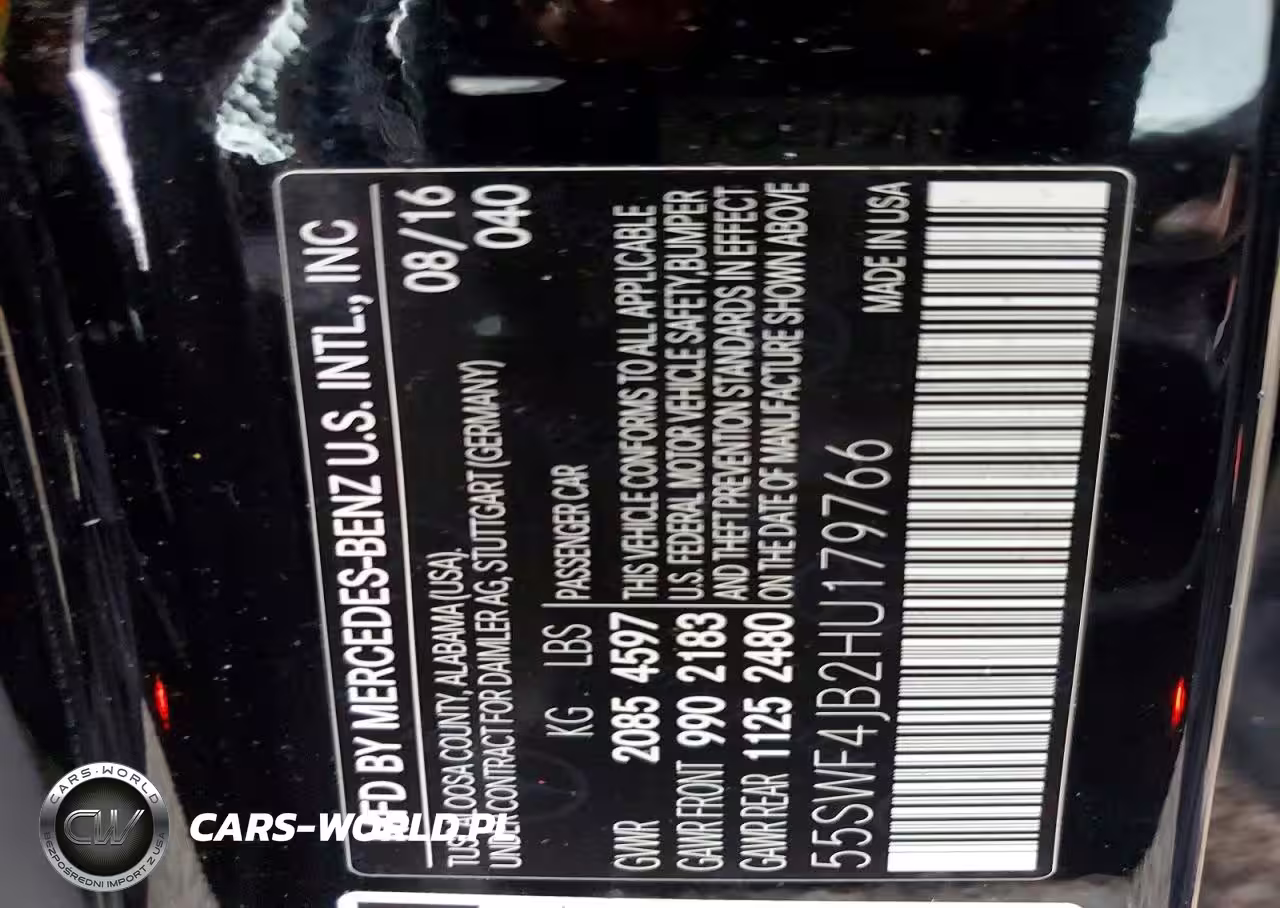 FD BY MERCEDES-BENZ U.S. INTL., INC
08/16
040
COUNTY, ALABAMA (USA),
UNDER CONTRACT FOR DAIMLER AG, STUTTGART (GERMANY)
KG LBS PASSENGER CAR
GVWR 2085 4597
GAWR FRONT 990 2183
GAWR REAR 1125 2480
THIS VEHICLE CONFORMS TO ALL APPLICABLE
U.S. FEDERAL MOTOR VEHICLE SAFETY, BUMPER
AND THEFT PREVENTION STANDARDS IN EFFECT
ON THE DATE OF MANUFACTURE SHOWN ABOVE
55SWF4JB2HU179766
MADE IN USA
CARS-WORLD
CW
BEZPOŚREDNI IMPORT Z USA
CARS-WORLD.PL